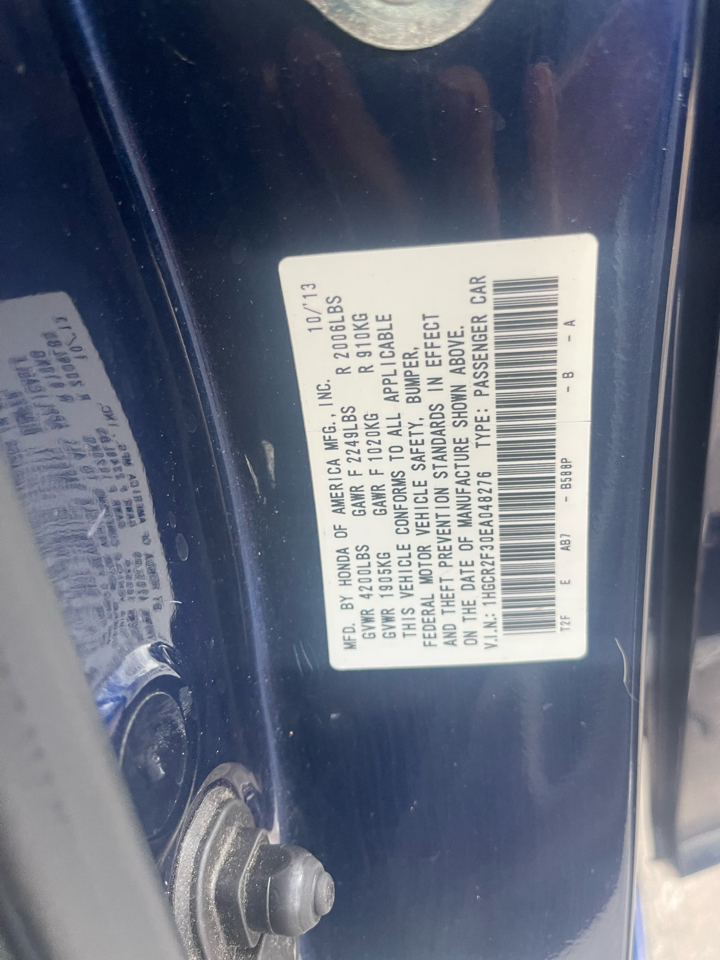 MFD. BY HONDA OF AMERICA MFG., INC. 10/'13
GVWR 4200LBS GAWR F 2249LBS R 2006LBS
GVWR 1905KG GAWR F 1020KG R 910KG
THIS VEHICLE CONFORMS TO ALL APPLICABLE
FEDERAL MOTOR VEHICLE SAFETY, BUMPER,
AND THEFT PREVENTION STANDARDS IN EFFECT
ON THE DATE OF MANUFACTURE SHOWN ABOVE.
V.I.N.: 1HGCR2F30EA048276 TYPE: PASSENGER CAR
T2F E AB7 - B588P - B - A